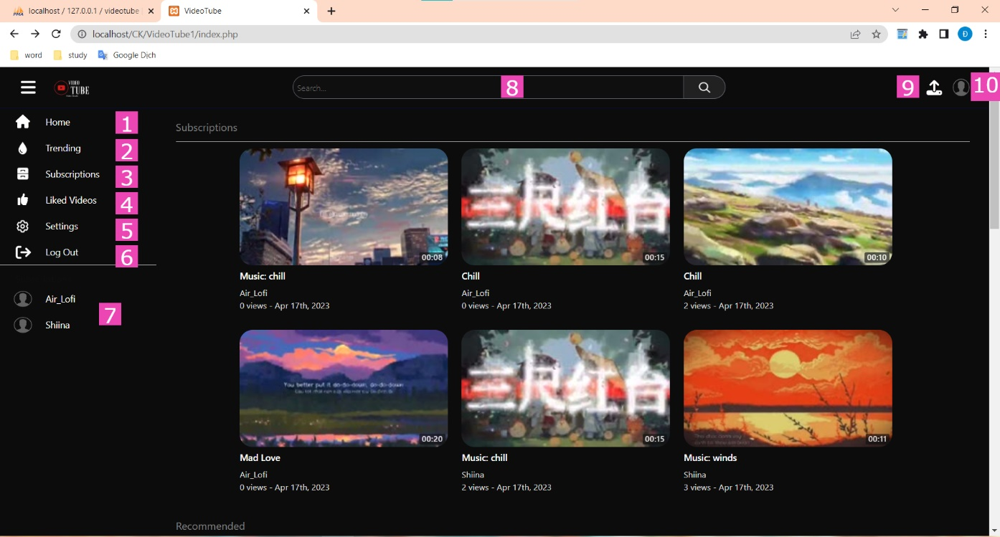 localhost / 127.0.0.1 / videotube
VideoTube
localhost/CK/VideoTube1/index.php
Đ
word
study
Google Dịch
VIDEO
TUBE
Search...
8
9
10
Home
1
Trending
2
Subscriptions
3
Liked Videos
4
Settings
5
Log Out
6
Air_Lofi
Shiina
7
Subscriptions
00:08
Music: chill
Air_Lofi
0 views - Apr 17th, 2023
三尺红台
00:15
Chill
Air_Lofi
0 views - Apr 17th, 2023
00:10
Chill
Air_Lofi
2 views - Apr 17th, 2023
You better put it do-do-down, do-do-down
00:20
Mad Love
Air_Lofi
0 views - Apr 17th, 2023
三尺红台
00:15
Music: chill
Shiina
2 views - Apr 17th, 2023
00:11
Music: winds
Shiina
3 views - Apr 17th, 2023
Recommended